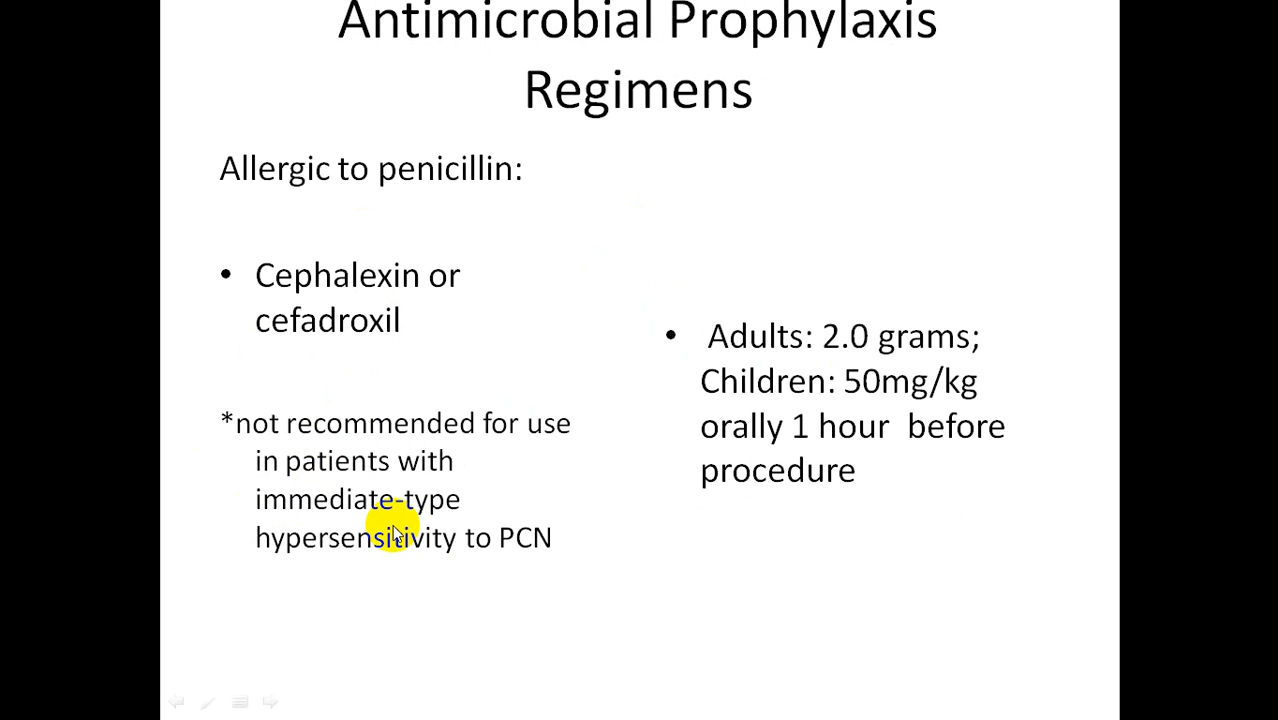 Antimicrobial Prophylaxis
Regimens
Allergic to penicillin:
• Cephalexin or
cefadroxil
*not recommended for use
in patients with
immediate-type
hypersensitivity to PCN
• Adults: 2.0 grams;
Children: 50mg/kg
orally 1 hour before
procedure